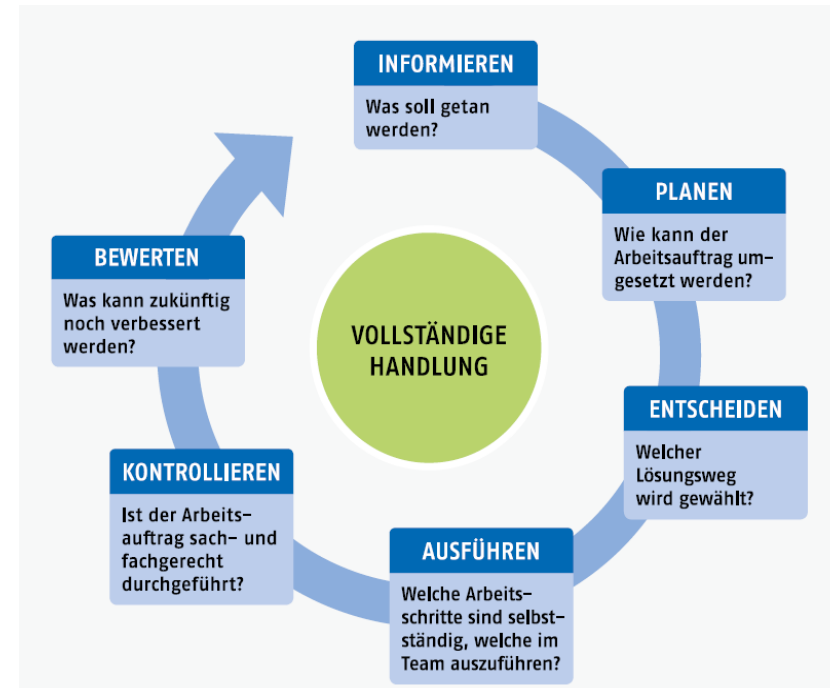 INFORMIEREN
Was soll getan
werden?
PLANEN
Wie kann der
Arbeitsauftrag um-
gesetzt werden?
ENTSCHEIDEN
Welcher
Lösungsweg
wird gewählt?
AUSFÜHREN
Welche Arbeits-
schritte sind selbst-
ständig, welche im
Team auszuführen?
KONTROLLIEREN
Ist der Arbeits-
auftrag sach- und
fachgerecht
durchgeführt?
BEWERTEN
Was kann zukünftig
noch verbessert
werden?
VOLLSTÄNDIGE
HANDLUNG